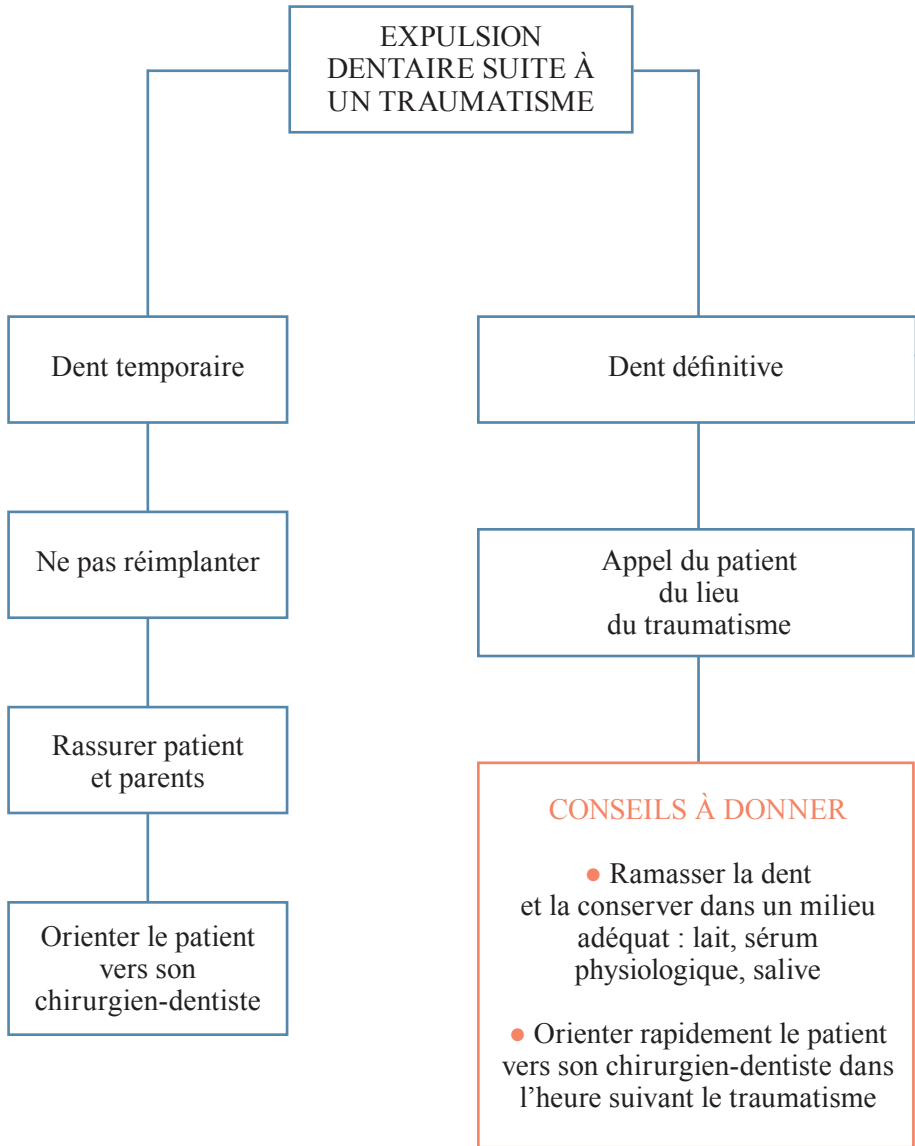 EXPULSION
DENTAIRE SUITE À
UN TRAUMATISME
Dent temporaire
Ne pas réimplanter
Rassurer patient
et parents
Orienter le patient
vers son
chirurgien-dentiste
Dent définitive
Appel du patient
du lieu
du traumatisme
CONSEILS À DONNER
● Ramasser la dent
et la conserver dans un milieu
adéquat : lait, sérum
physiologique, salive
● Orienter rapidement le patient
vers son chirurgien-dentiste dans
l’heure suivant le traumatisme